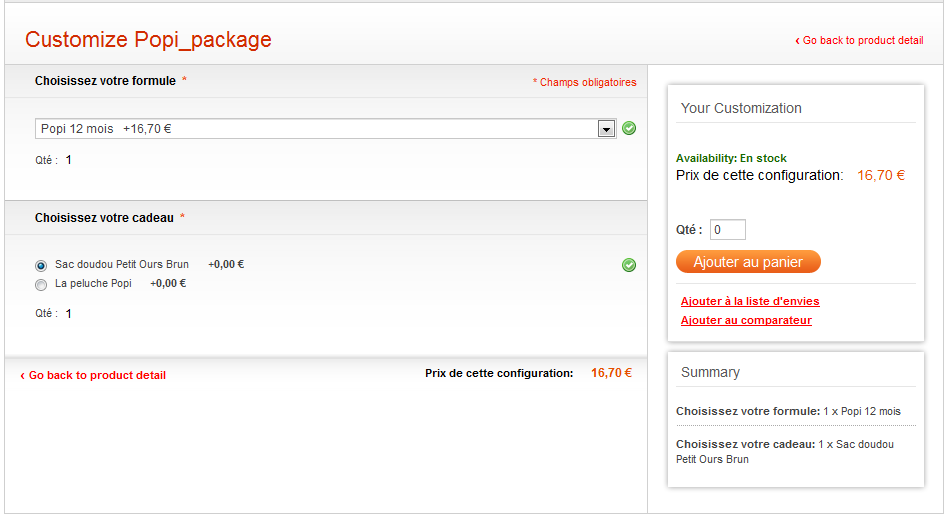 Customize Popi_package
‹ Go back to product detail
Choisissez votre formule *
* Champs obligatoires
Popi 12 mois +16,70 €
Qté : 1
Choisissez votre cadeau *
Sac doudou Petit Ours Brun +0,00 €
La peluche Popi +0,00 €
Qté : 1
‹ Go back to product detail
Prix de cette configuration: 16,70 €
Your Customization
Availability: En stock
Prix de cette configuration: 16,70 €
Qté : 0
Ajouter au panier
Ajouter à la liste d'envies
Ajouter au comparateur
Summary
Choisissez votre formule: 1 x Popi 12 mois
Choisissez votre cadeau: 1 x Sac doudou
Petit Ours Brun